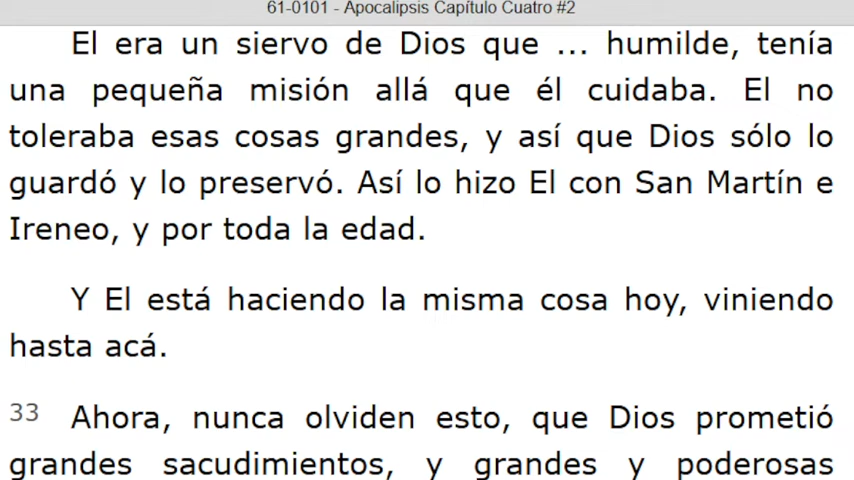 61-0101 - Apocalipsis Capítulo Cuatro #2
El era un siervo de Dios que ... humilde, tenía
una pequeña misión allá que él cuidaba. El no
toleraba esas cosas grandes, y así que Dios sólo lo
guardó y lo preservó. Así lo hizo El con San Martín e
Ireneo, y por toda la edad.
Y El está haciendo la misma cosa hoy, viniendo
hasta acá.
33 Ahora, nunca olviden esto, que Dios prometió
grandes sacudimientos, y grandes y poderosas